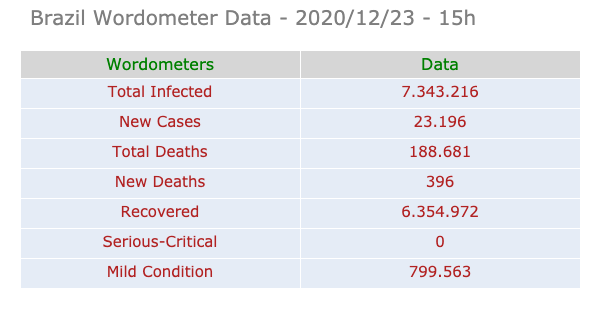 Brazil Wordometer Data - 2020/12/23 - 15h
Wordometers Data
Total Infected 7.343.216
New Cases 23.196
Total Deaths 188.681
New Deaths 396
Recovered 6.354.972
Serious-Critical 0
Mild Condition 799.563